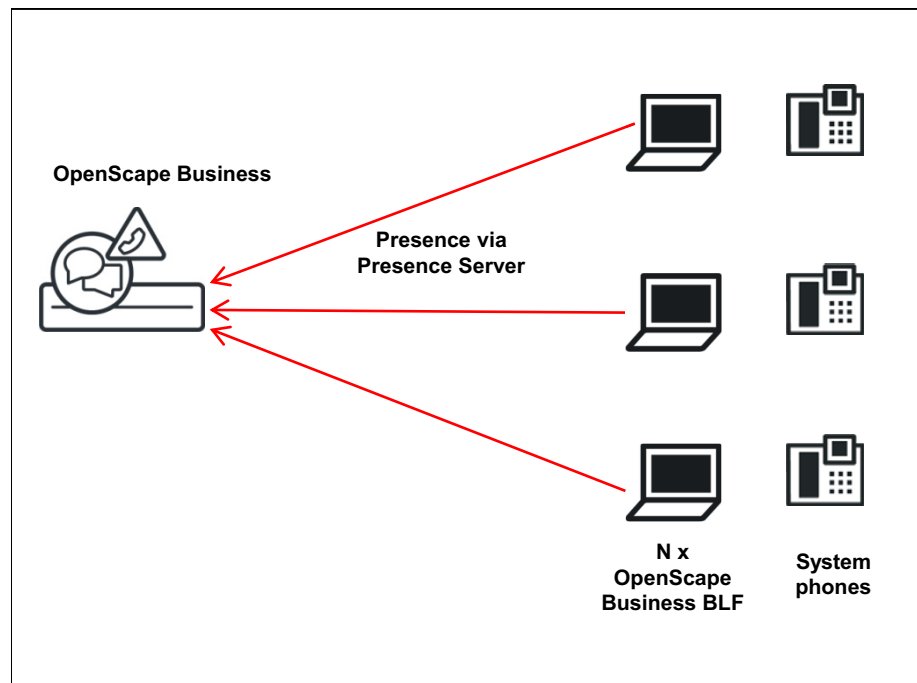 OpenScape Business
Presence via
Presence Server
N x
OpenScape
Business BLF
System
phones